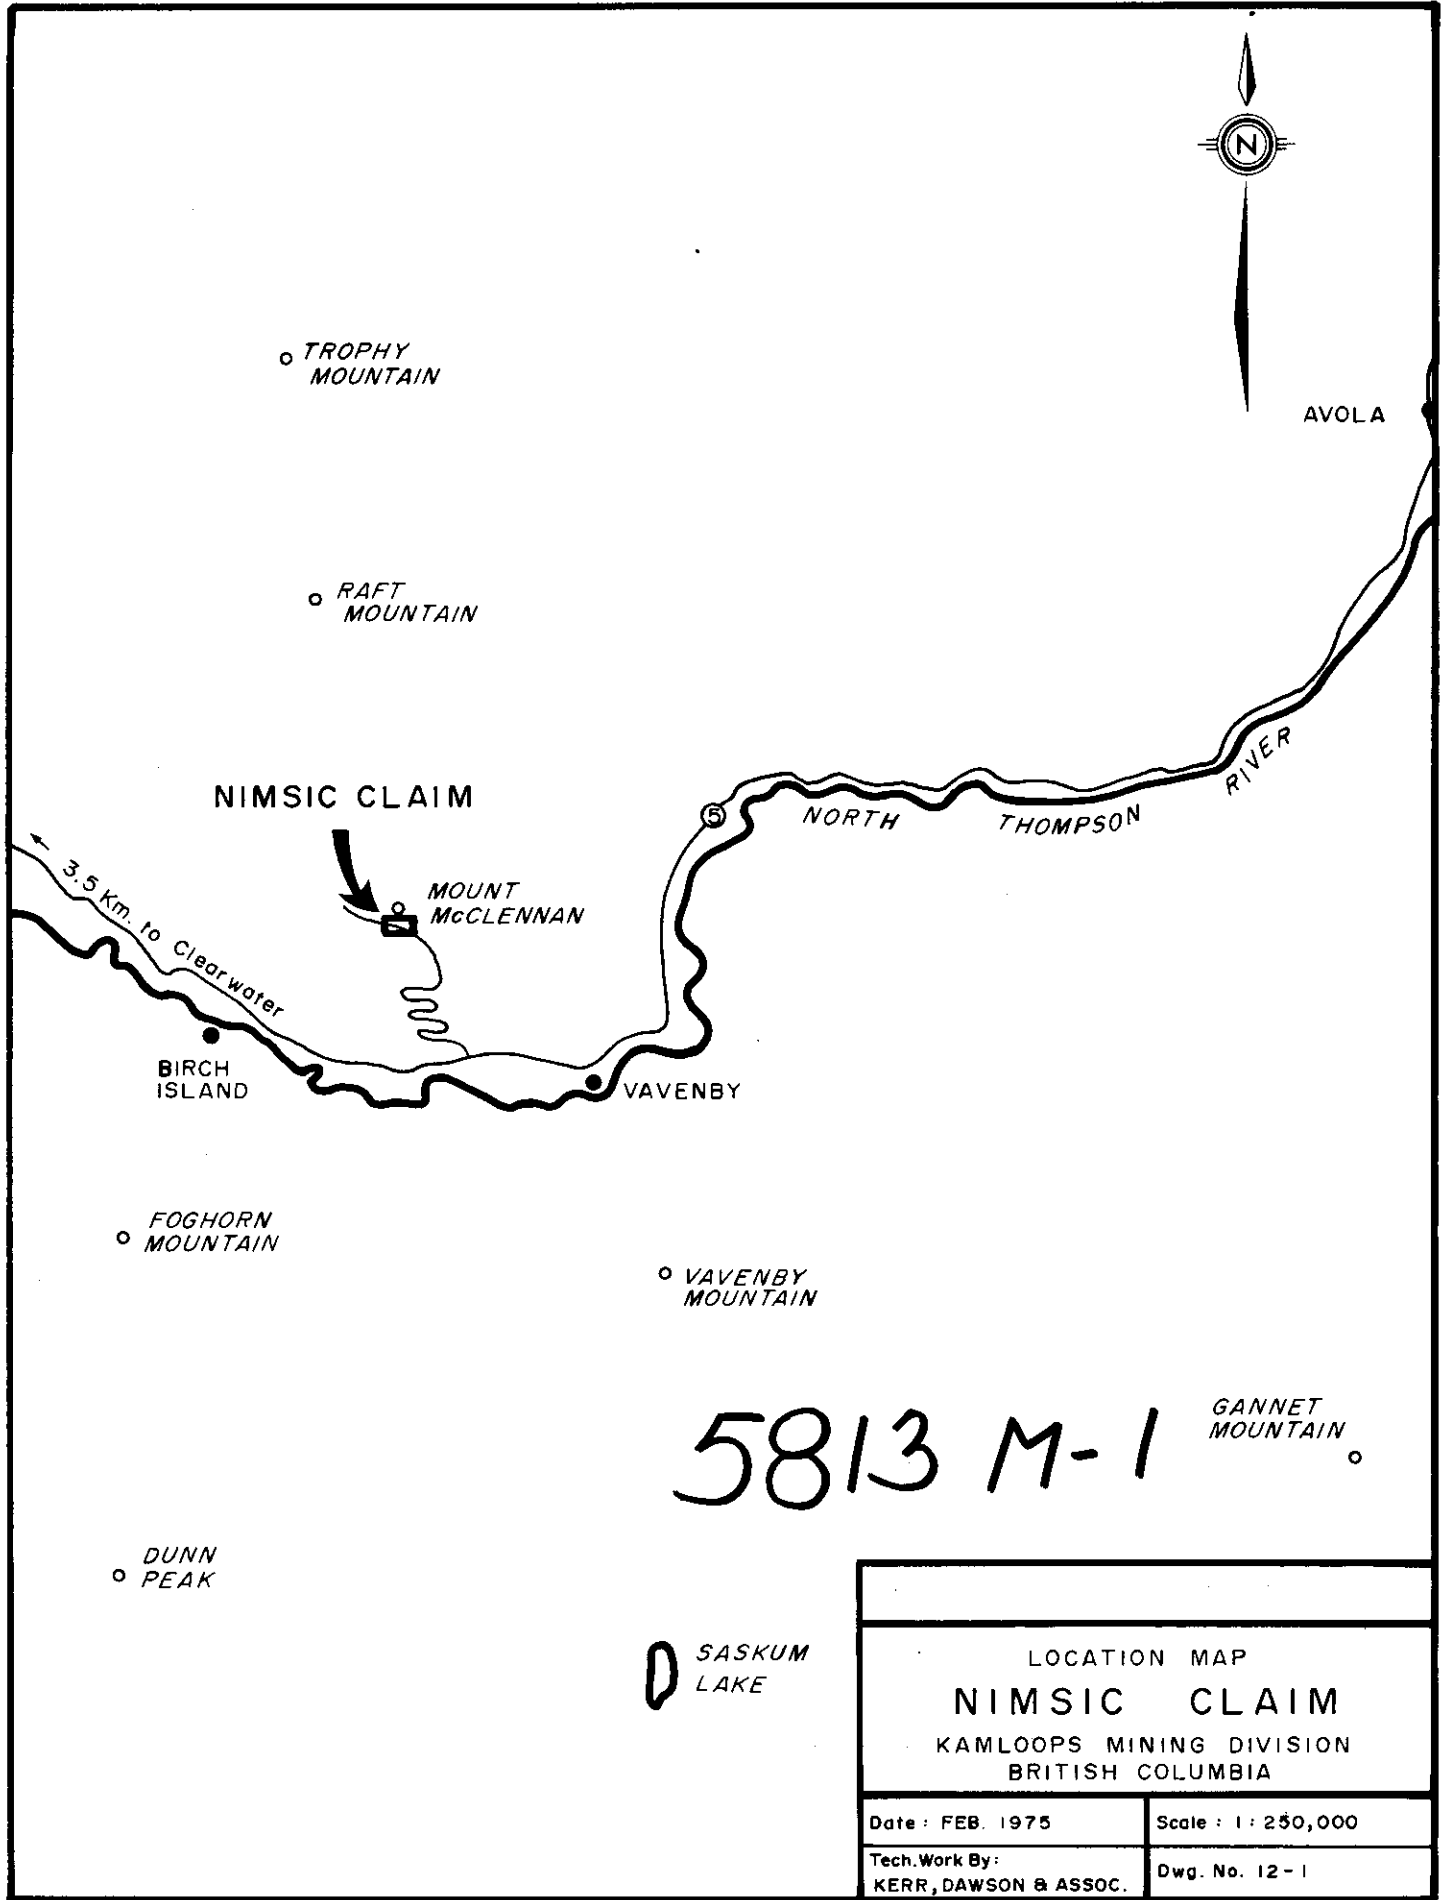 N
TROPHY
MOUNTAIN
AVOLA
RAFT
MOUNTAIN
NIMSIC CLAIM
5
NORTH THOMPSON RIVER
3.5 Km. to Clearwater
MOUNT
McCLENNAN
BIRCH
ISLAND
VAVENBY
FOGHORN
MOUNTAIN
VAVENBY
MOUNTAIN
5813 M-1
GANNET
MOUNTAIN
DUNN
PEAK
SASKUM
LAKE
LOCATION MAP
NIMSIC CLAIM
KAMLOOPS MINING DIVISION
BRITISH COLUMBIA
Date : FEB. 1975
Scale : 1 : 250,000
Tech. Work By :
KERR, DAWSON & ASSOC.
Dwg. No. 12-1